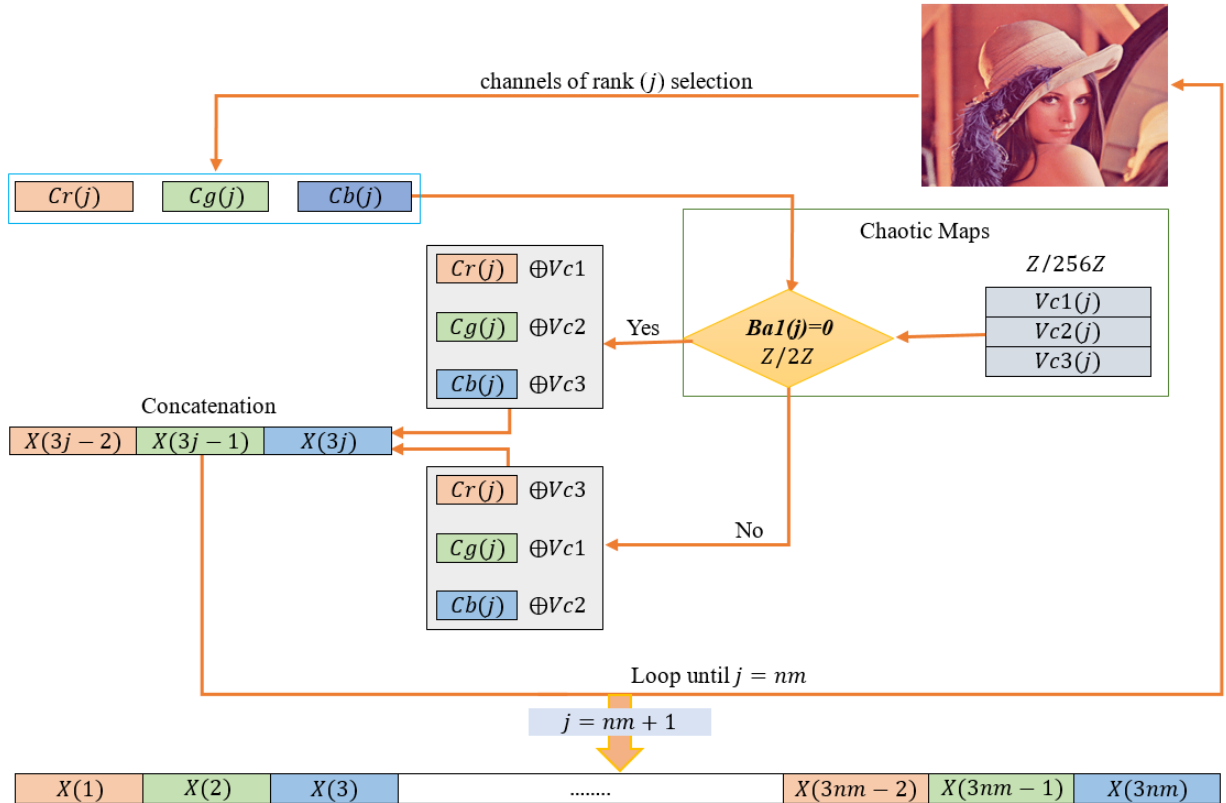 channels of rank (j) selection
Cr(j) Cg(j) Cb(j)
Chaotic Maps
Z/256Z
Vc1(j)
Vc2(j)
Vc3(j)
Ba1(j)=0
Z/2Z
Yes
Cr(j) ⊕Vc1
Cg(j) ⊕Vc2
Cb(j) ⊕Vc3
Concatenation
X(3j − 2) X(3j − 1) X(3j)
No
Cr(j) ⊕Vc3
Cg(j) ⊕Vc1
Cb(j) ⊕Vc2
Loop until j = nm
j = nm + 1
X(1) X(2) X(3) ........ X(3nm − 2) X(3nm − 1) X(3nm)